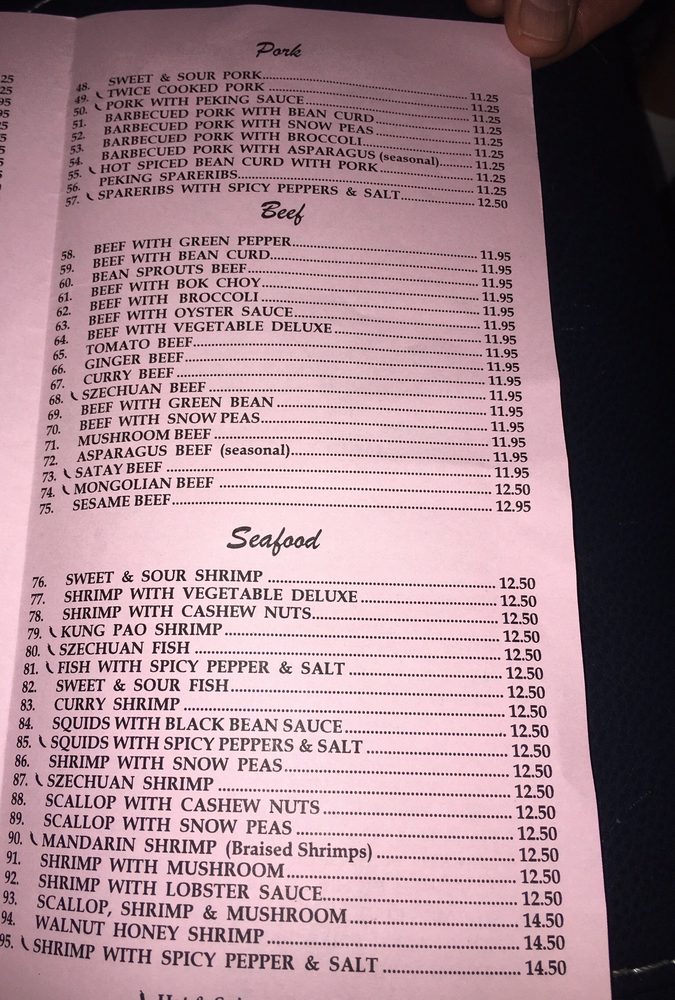 Pork
48. SWEET & SOUR PORK 11.25
49. TWICE COOKED PORK 11.25
50. PORK WITH PEKING SAUCE 11.25
51. BARBECUED PORK WITH BEAN CURD 11.25
52. BARBECUED PORK WITH SNOW PEAS 11.25
53. BARBECUED PORK WITH BROCCOLI 11.25
54. BARBECUED PORK WITH ASPARAGUS (seasonal) 11.25
55. HOT SPICED BEAN CURD WITH PORK 11.25
56. PEKING SPARERIBS 11.25
57. SPARERIBS WITH SPICY PEPPERS & SALT 12.50
Beef
58. BEEF WITH GREEN PEPPER 11.95
59. BEEF WITH BEAN CURD 11.95
60. BEAN SPROUTS BEEF 11.95
61. BEEF WITH BOK CHOY 11.95
62. BEEF WITH BROCCOLI 11.95
63. BEEF WITH OYSTER SAUCE 11.95
64. BEEF WITH VEGETABLE DELUXE 11.95
65. TOMATO BEEF 11.95
66. GINGER BEEF 11.95
67. CURRY BEEF 11.95
68. SZECHUAN BEEF 11.95
69. BEEF WITH GREEN BEAN 11.95
70. BEEF WITH SNOW PEAS 11.95
71. MUSHROOM BEEF 11.95
72. ASPARAGUS BEEF (seasonal) 11.95
73. SATAY BEEF 11.95
74. MONGOLIAN BEEF 12.50
75. SESAME BEEF 12.95
Seafood
76. SWEET & SOUR SHRIMP 12.50
77. SHRIMP WITH VEGETABLE DELUXE 12.50
78. SHRIMP WITH CASHEW NUTS 12.50
79. KUNG PAO SHRIMP 12.50
80. SZECHUAN FISH 12.50
81. FISH WITH SPICY PEPPER & SALT 12.50
82. SWEET & SOUR FISH 12.50
83. CURRY SHRIMP 12.50
84. SQUIDS WITH BLACK BEAN SAUCE 12.50
85. SQUIDS WITH SPICY PEPPERS & SALT 12.50
86. SHRIMP WITH SNOW PEAS 12.50
87. SZECHUAN SHRIMP 12.50
88. SCALLOP WITH CASHEW NUTS 12.50
89. SCALLOP WITH SNOW PEAS 12.50
90. MANDARIN SHRIMP (Braised Shrimps) 12.50
91. SHRIMP WITH MUSHROOM 12.50
92. SHRIMP WITH LOBSTER SAUCE 12.50
93. SCALLOP, SHRIMP & MUSHROOM 14.50
94. WALNUT HONEY SHRIMP 14.50
95. SHRIMP WITH SPICY PEPPER & SALT 14.50